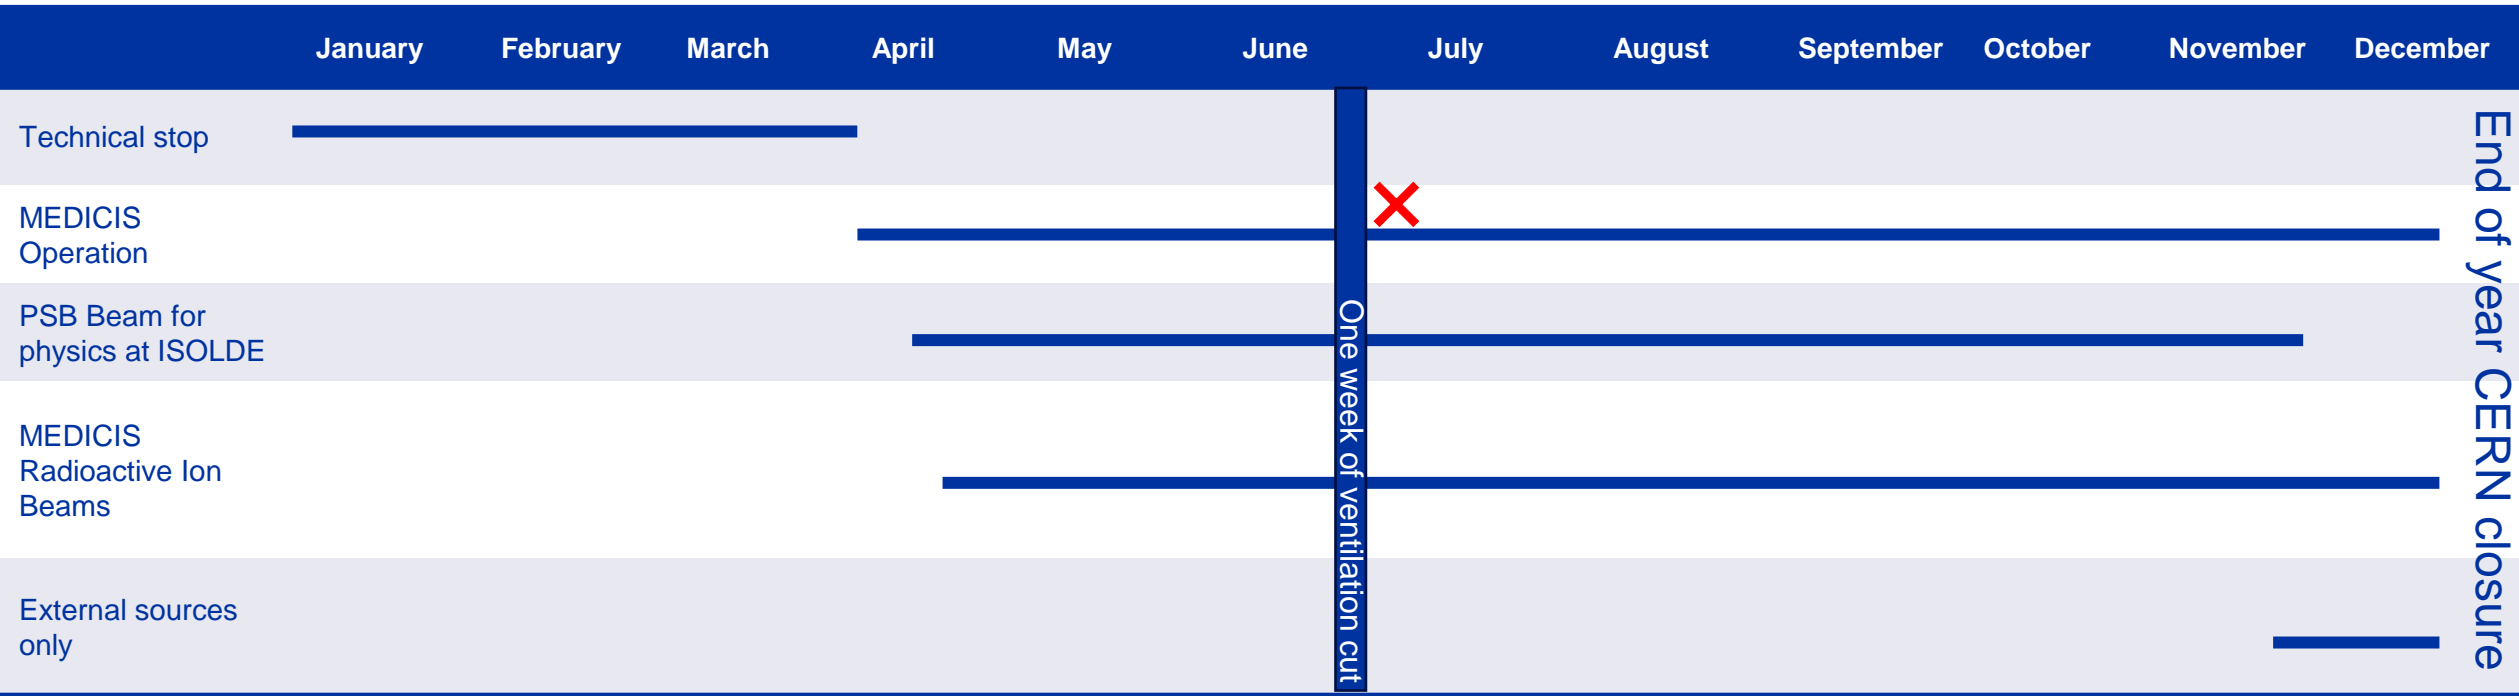 January February March April May June July August September October November December
Technical stop
MEDICIS
Operation
PSB Beam for
physics at ISOLDE
MEDICIS
Radioactive Ion
Beams
External sources
only
One week of ventilation cut
End of year CERN closure